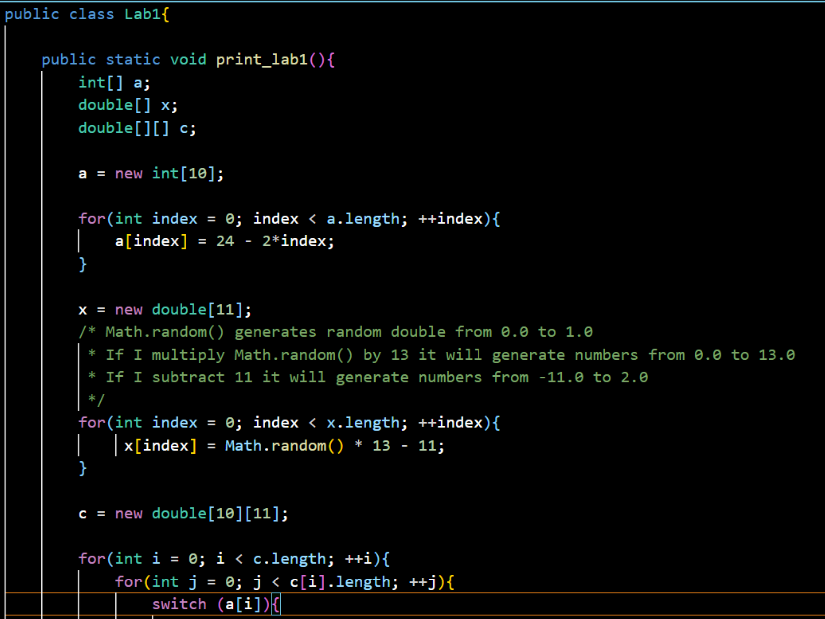 public class Lab1{
public static void print_lab1(){
int[] a;
double[] x;
double[][] c;
a = new int[10];
for(int index = 0; index < a.length; ++index){
a[index] = 24 - 2*index;
}
x = new double[11];
/* Math.random() generates random double from 0.0 to 1.0
* If I multiply Math.random() by 13 it will generate numbers from 0.0 to 13.0
* If I subtract 11 it will generate numbers from -11.0 to 2.0
*/
for(int index = 0; index < x.length; ++index){
x[index] = Math.random() * 13 - 11;
}
c = new double[10][11];
for(int i = 0; i < c.length; ++i){
for(int j = 0; j < c[i].length; ++j){
switch (a[i]){